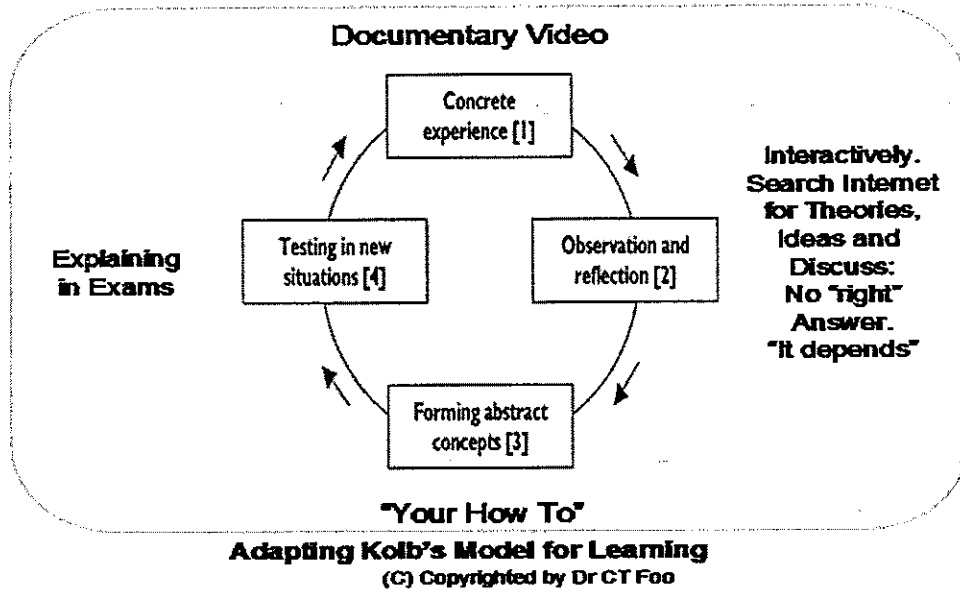 Documentary Video
Concrete
experience [1]
Interactively.
Search Internet
for Theories,
Ideas and
Discuss:
No "right"
Answer.
"It depends"
Explaining
in Exams
Testing in new
situations [4]
Observation and
reflection [2]
Forming abstract
concepts [3]
"Your How To"
Adapting Kolb's Model for Learning
(C) Copyrighted by Dr CT Foo